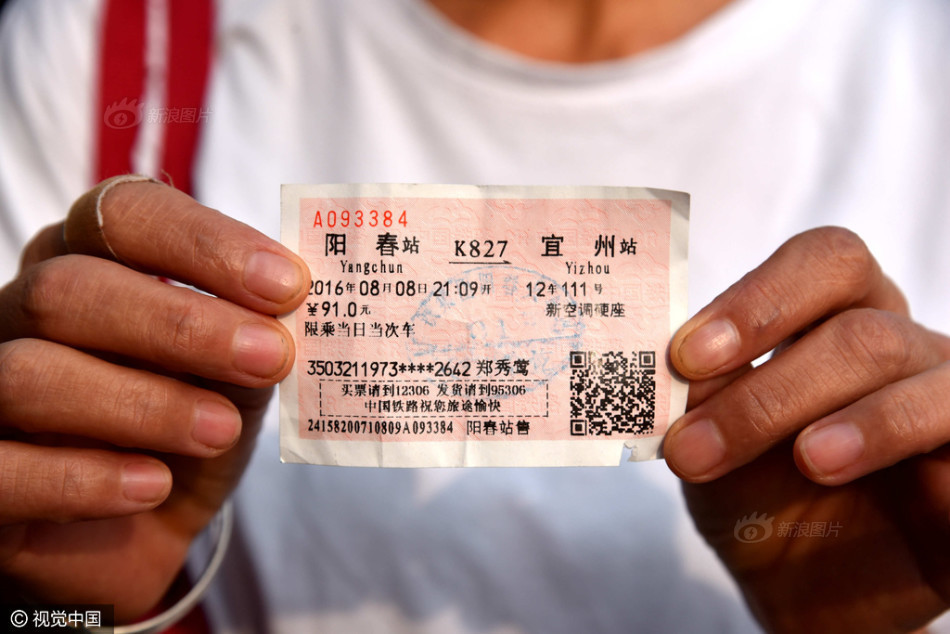 A093384
阳春站 K827 宜州站
Yangchun Yizhou
2016年08月08日21:09开 12车111号
¥91.0元 新空调硬座
限乘当日当次车
3503211973****2642 郑秀莺
买票请到12306 发货请到95306
中国铁路祝您旅途愉快
24158200710809A093384 阳春站售
新浪图片
新浪图片
© 视觉中国